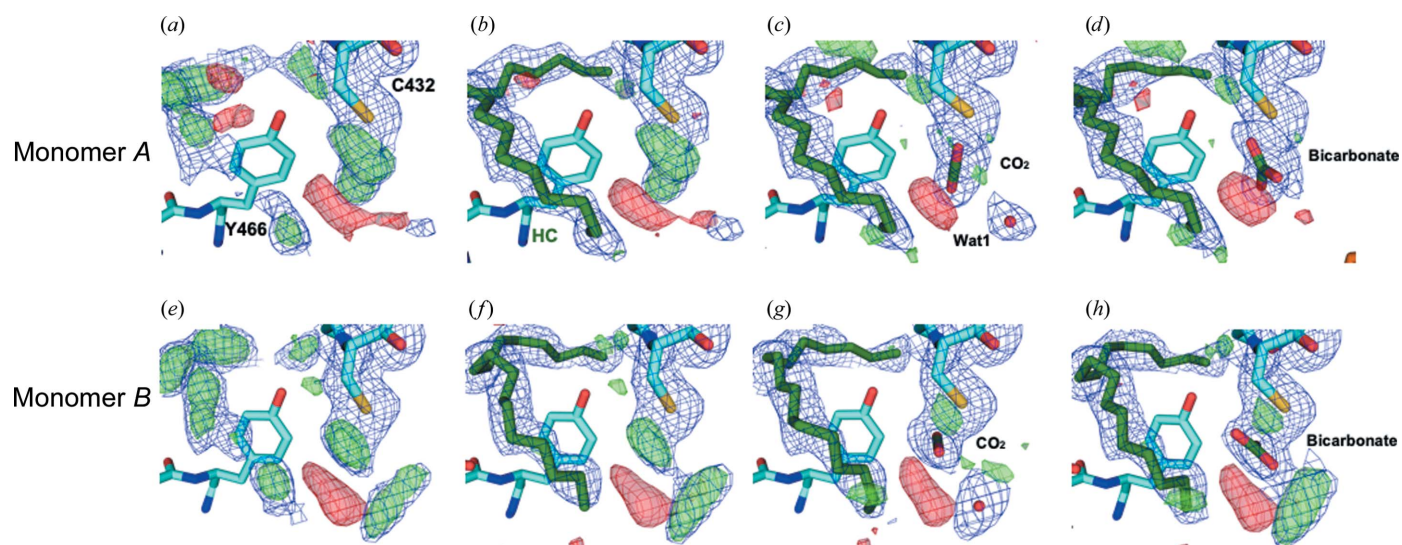 (a) (b) (c) (d)
C432
Monomer A
CO₂
Bicarbonate
Y466
HC
Wat1
(e) (f) (g) (h)
Monomer B
CO₂
Bicarbonate